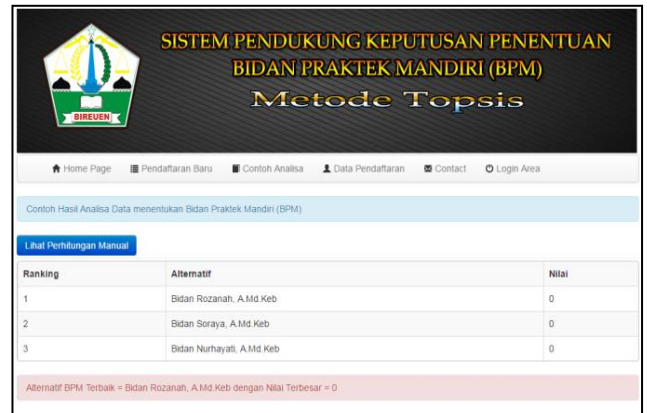 SISTEM PENDUKUNG KEPUTUSAN PENENTUAN
BIDAN PRAKTEK MANDIRI (BPM)
Metode Topsis
BIREUEN
Home Page Pendaftaran Baru Contoh Analisa Data Pendaftaran Contact Login Area
Contoh Hasil Analisa Data menentukan Bidan Praktek Mandiri (BPM)
Lihat Perhitungan Manual
Ranking Alternatif Nilai
1 Bidan Rozanah, A.Md.Keb 0
2 Bidan Soraya, A.Md.Keb 0
3 Bidan Nurhayati, A.Md.Keb 0
Alternatif BPM Terbaik = Bidan Rozanah, A.Md.Keb dengan Nilai Terbesar = 0